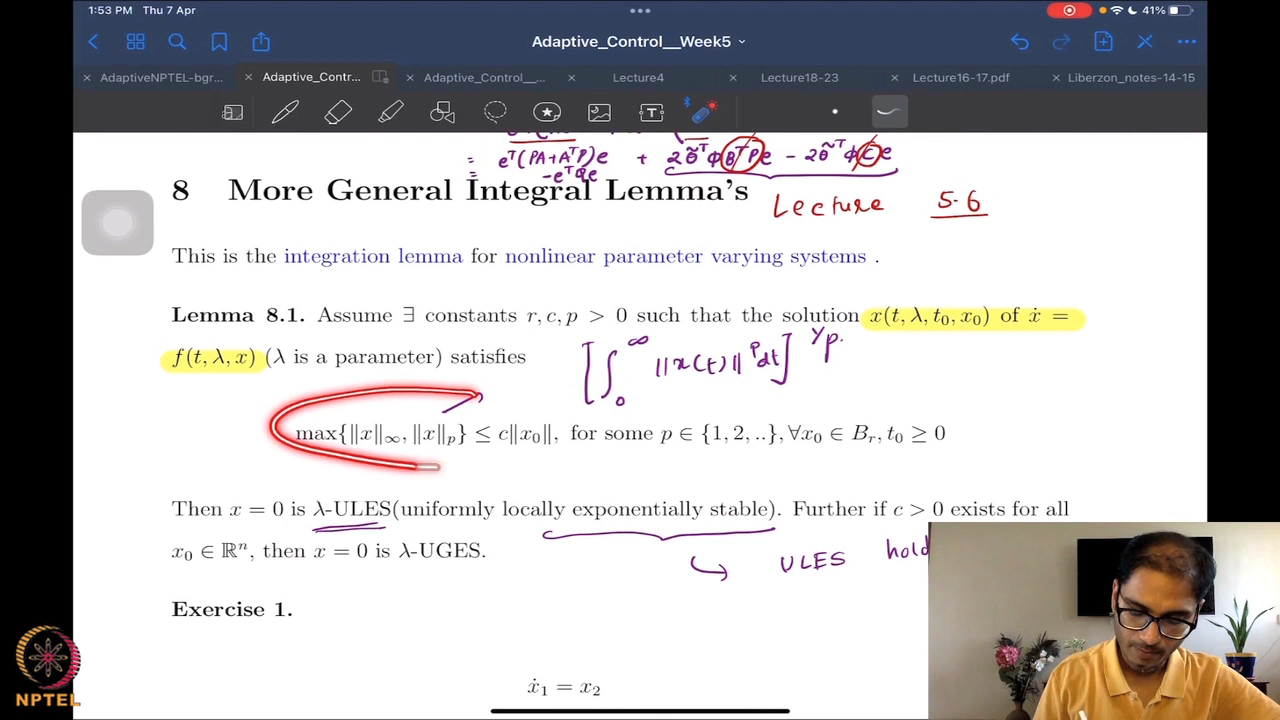 1:53 PM Thu 7 Apr
41%
Adaptive_Control__Week5
AdaptiveNPTEL-bgr...
Adaptive_Contr...
Adaptive_Control__...
Lecture4
Lecture18-23
Lecture16-17.pdf
Liberzon_notes-14-15
= eᵀ(PA+AᵀP)e + 2θ̃ᵀΦBᵀPe − 2θ̃ᵀΦCe
= -eᵀQe
8 More General Integral Lemma's
Lecture 5.6
This is the integration lemma for nonlinear parameter varying systems .
Lemma 8.1. Assume ∃ constants r, c, p > 0 such that the solution x(t, λ, t₀, x₀) of ẋ =
f(t, λ, x) (λ is a parameter) satisfies
[∫₀^∞ ||x(t)||^p dt]^{1/p}
max{‖x‖∞, ‖x‖ₚ} ≤ c‖x₀‖, for some p ∈ {1, 2, ..}, ∀x₀ ∈ Bᵣ, t₀ ≥ 0
Then x = 0 is λ-ULES(uniformly locally exponentially stable). Further if c > 0 exists for all
x₀ ∈ ℝⁿ, then x = 0 is λ-UGES.
ULES hold
Exercise 1.
ẋ₁ = x₂
NPTEL